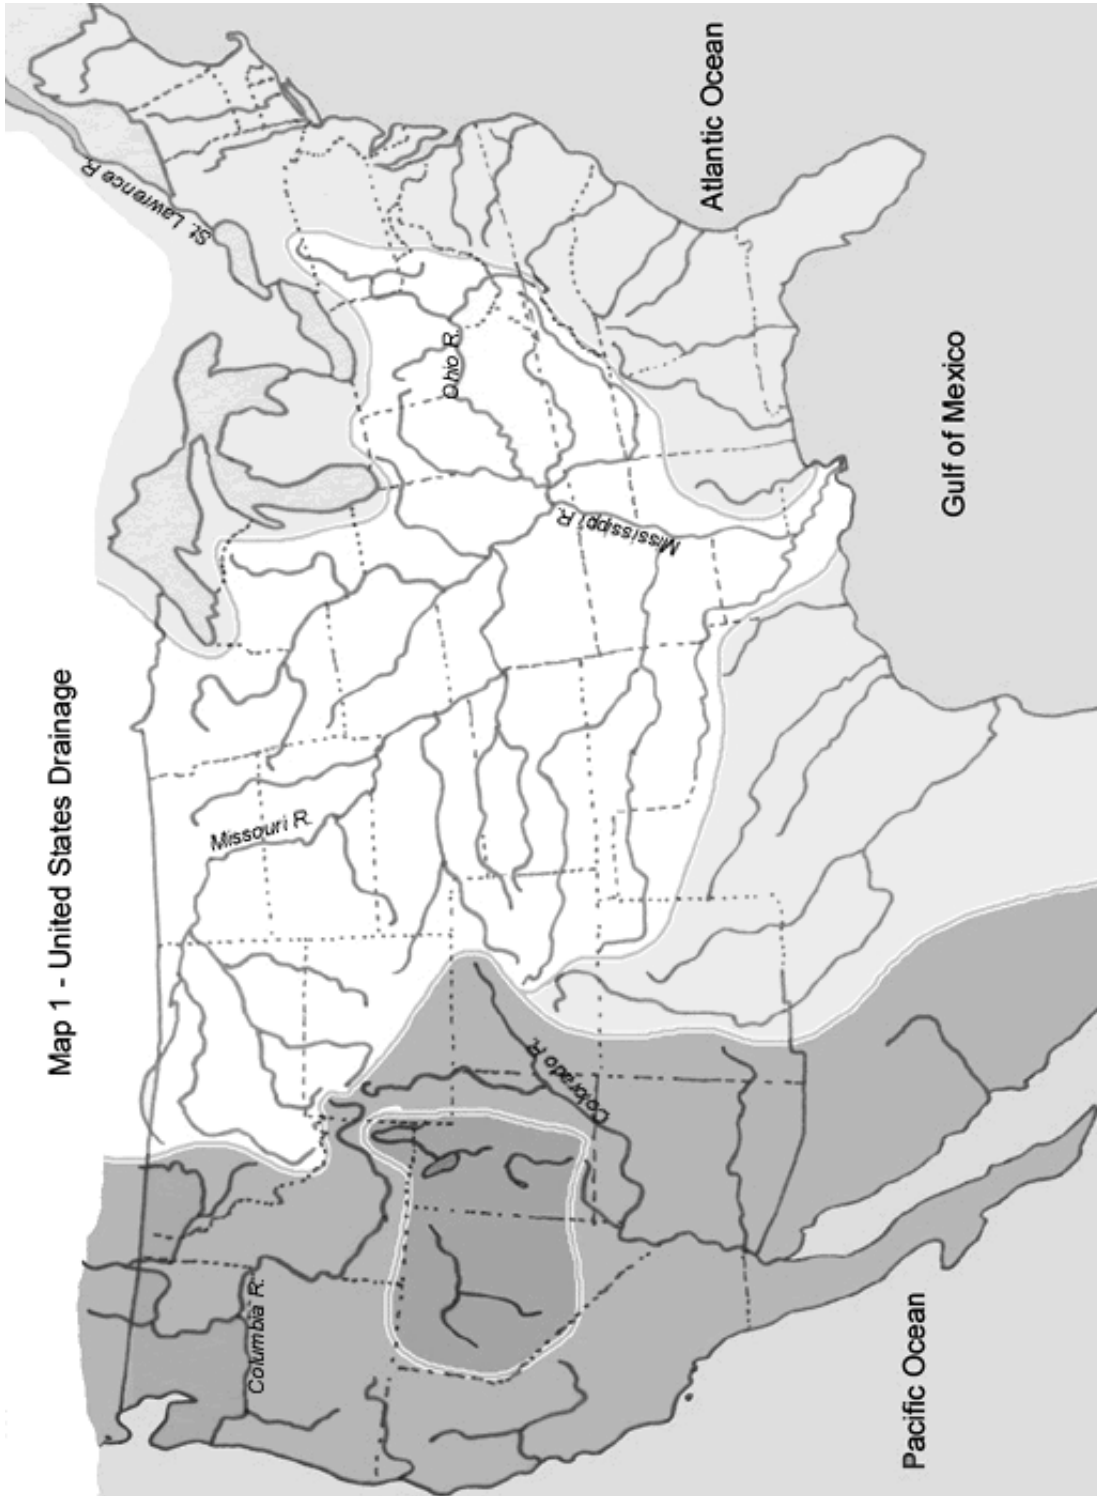 Map 1 - United States Drainage
St. Lawrence R.
Missouri R.
Columbia R.
Ohio R.
Mississippi R.
Colorado R.
Atlantic Ocean
Gulf of Mexico
Pacific Ocean